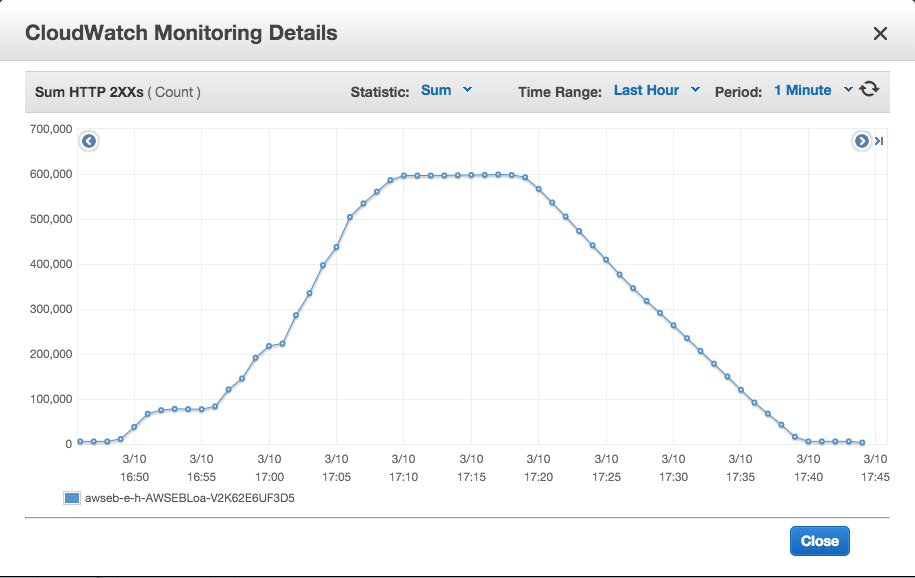 CloudWatch Monitoring Details
Sum HTTP 2XXs ( Count ) Statistic: Sum Time Range: Last Hour Period: 1 Minute
700,000
600,000
500,000
400,000
300,000
200,000
100,000
0
3/10 3/10 3/10 3/10 3/10 3/10 3/10 3/10 3/10 3/10 3/10 3/10
16:50 16:55 17:00 17:05 17:10 17:15 17:20 17:25 17:30 17:35 17:40 17:45
awseb-e-h-AWSEBLoa-V2K62E6UF3D5
Close